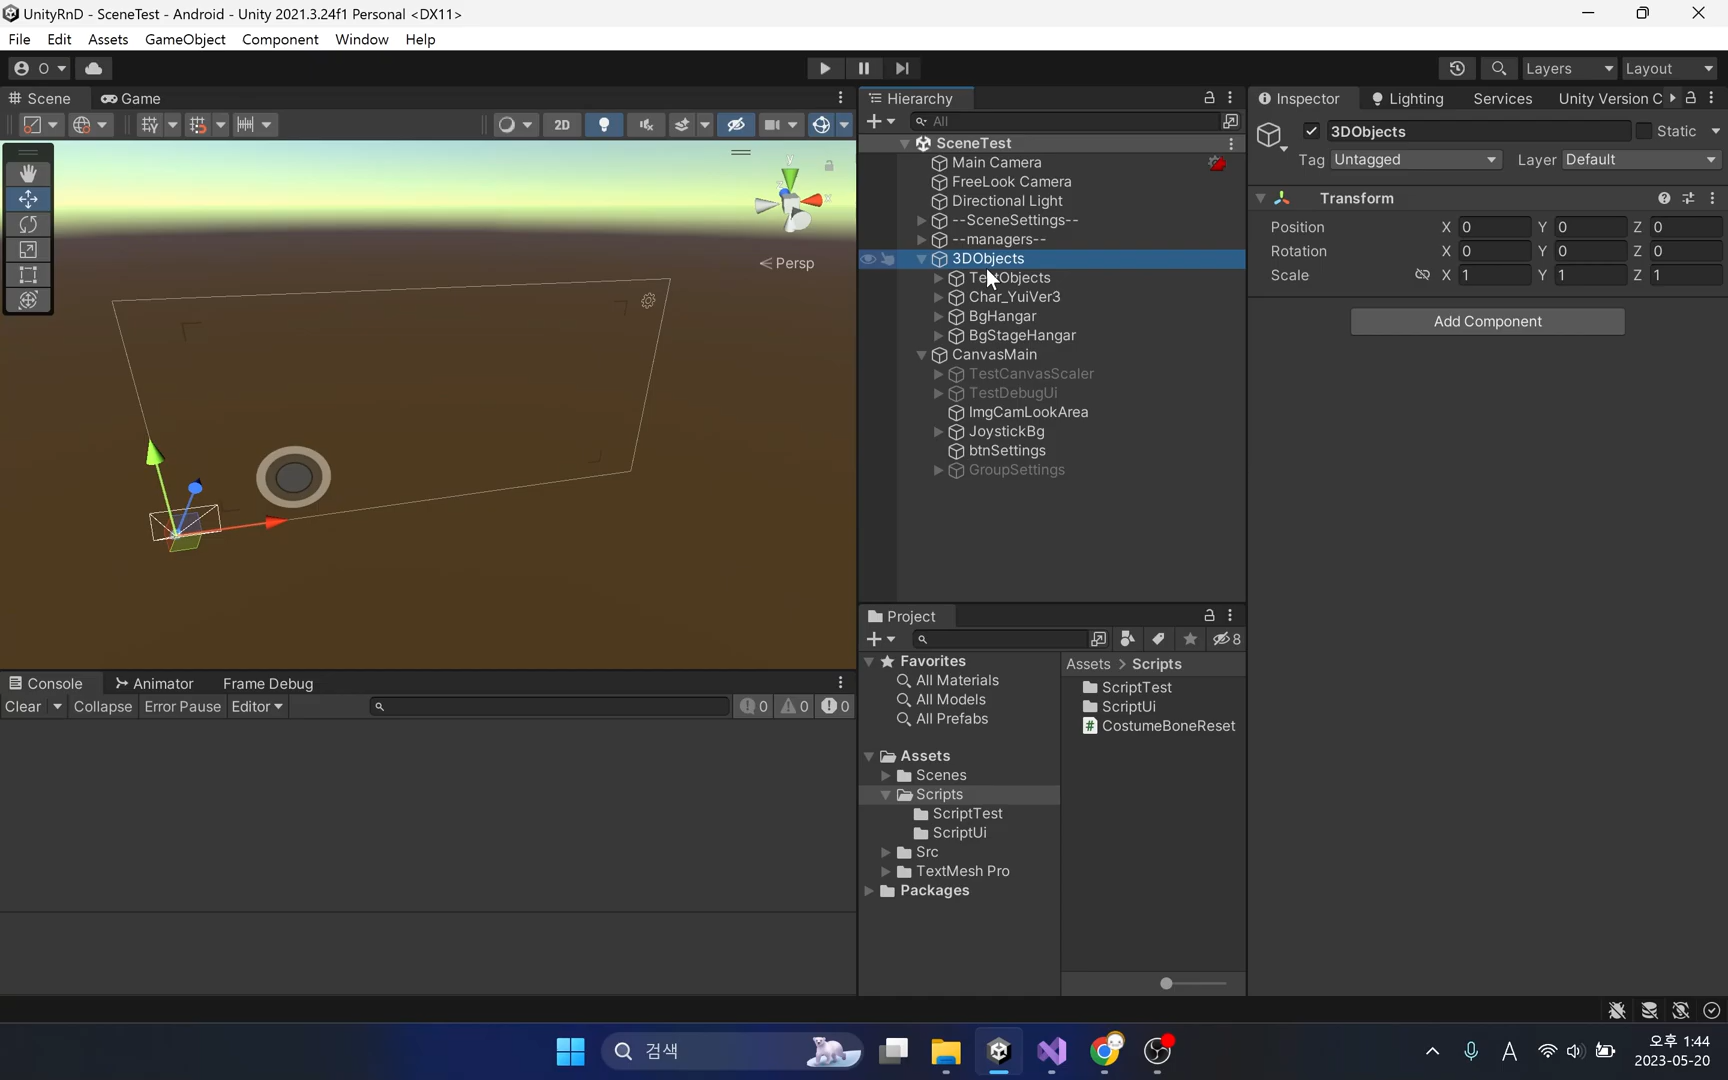 UnityRnD - SceneTest - Android - Unity 2021.3.24f1 Personal <DX11>
File Edit Assets GameObject Component Window Help
O Layers Layout
Scene Game
2D
y
x
Persp
Hierarchy
All
SceneTest
Main Camera
FreeLook Camera
Directional Light
--SceneSettings--
--managers--
3DObjects
TestObjects
Char_YuiVer3
BgHangar
BgStageHangar
CanvasMain
TestCanvasScaler
TestDebugUi
ImgCamLookArea
JoystickBg
btnSettings
GroupSettings
Inspector Lighting Services Unity Version C
3DObjects Static
Tag Untagged Layer Default
Transform
Position X 0 Y 0 Z 0
Rotation X 0 Y 0 Z 0
Scale X 1 Y 1 Z 1
Add Component
Console Animator Frame Debug
Clear Collapse Error Pause Editor 0 0 0
Project
8
Favorites
All Materials
All Models
All Prefabs
Assets
Scenes
Scripts
ScriptTest
ScriptUi
Src
TextMesh Pro
Packages
Assets > Scripts
ScriptTest
ScriptUi
CostumeBoneReset
검색
A
오후 1:44
2023-05-20